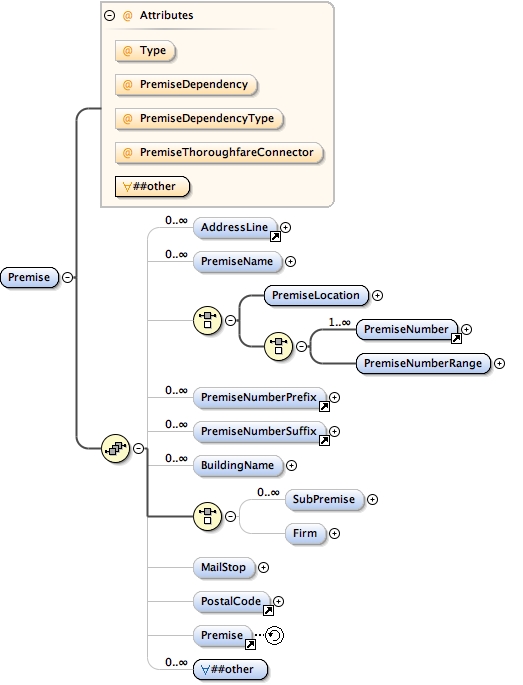 @ Attributes
@ Type
@ PremiseDependency
@ PremiseDependencyType
@ PremiseThoroughfareConnector
∀##other
0..∞ AddressLine
0..∞ PremiseName
Premise
PremiseLocation
1..∞ PremiseNumber
PremiseNumberRange
0..∞ PremiseNumberPrefix
0..∞ PremiseNumberSuffix
0..∞ BuildingName
0..∞ SubPremise
Firm
MailStop
PostalCode
Premise
0..∞ ∀##other